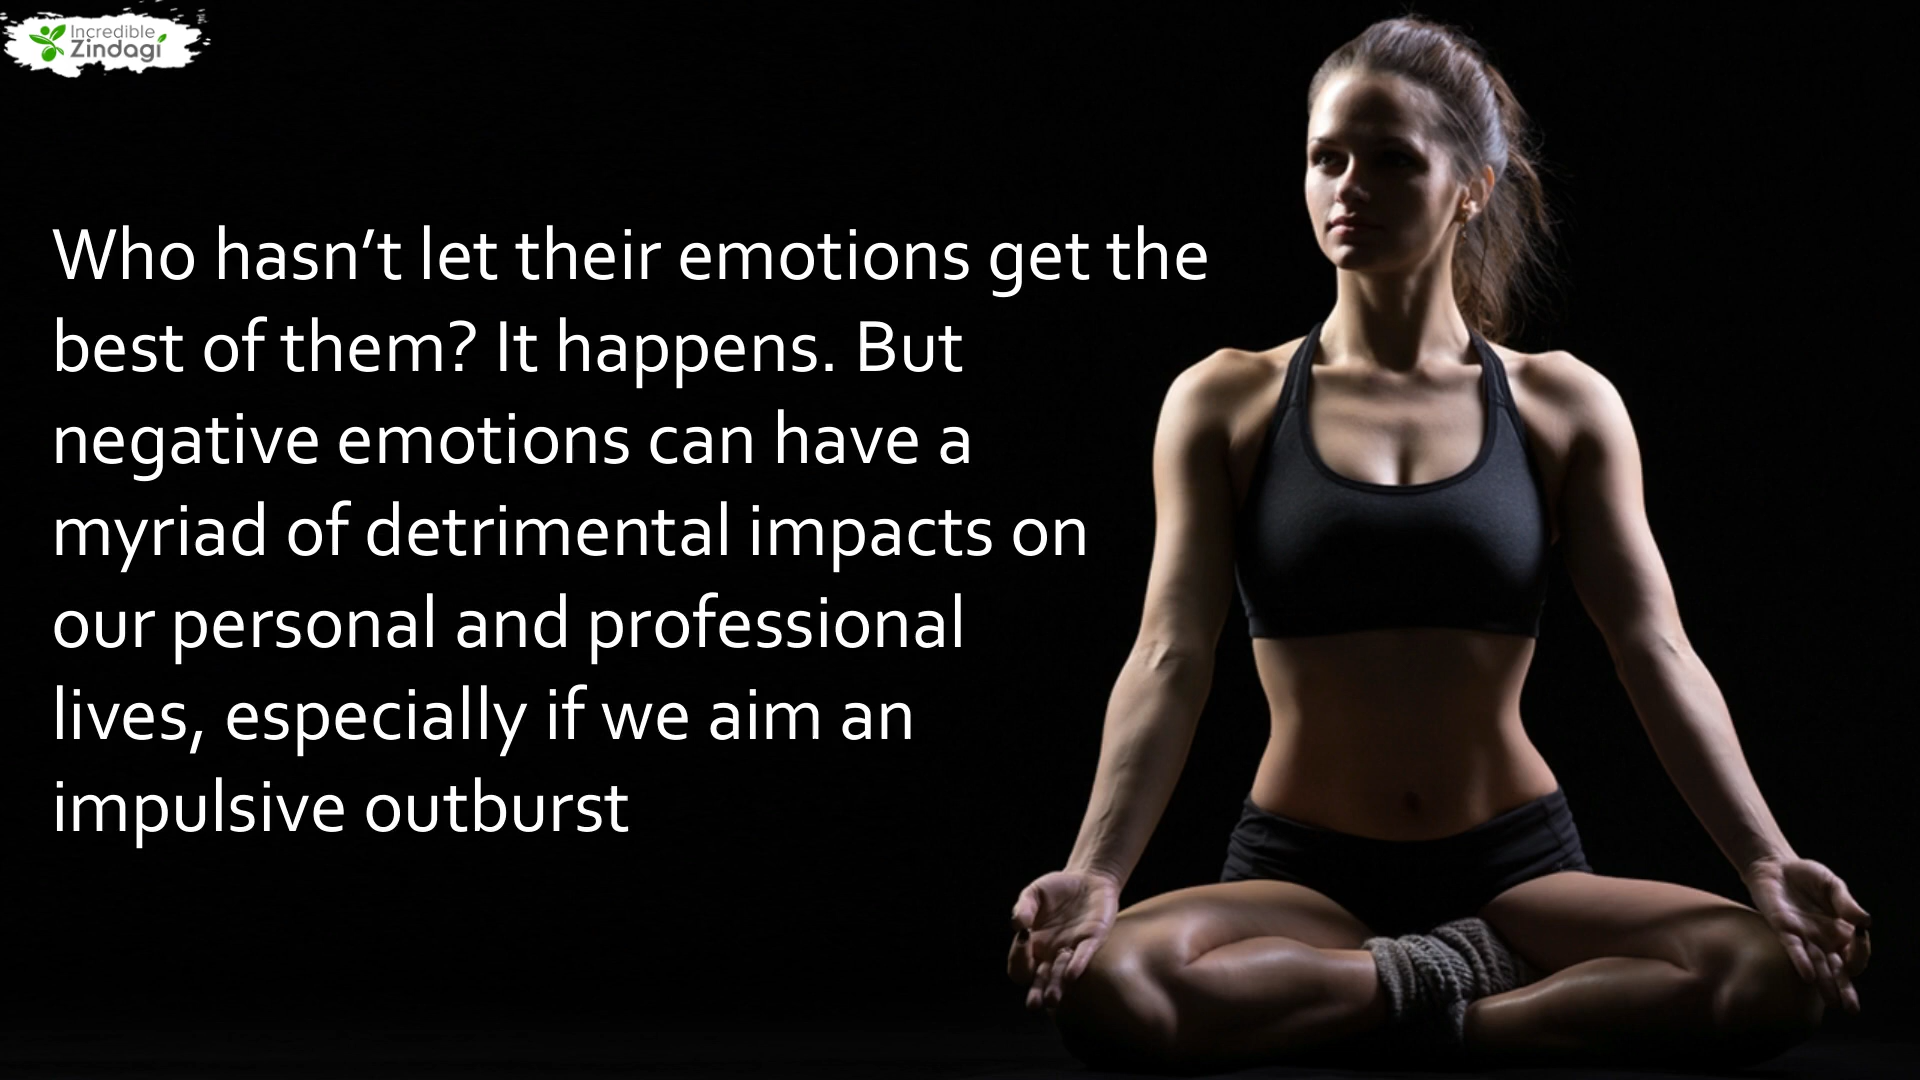 Incredible
Zindagi
Who hasn’t let their emotions get the
best of them? It happens. But
negative emotions can have a
myriad of detrimental impacts on
our personal and professional
lives, especially if we aim an
impulsive outburst